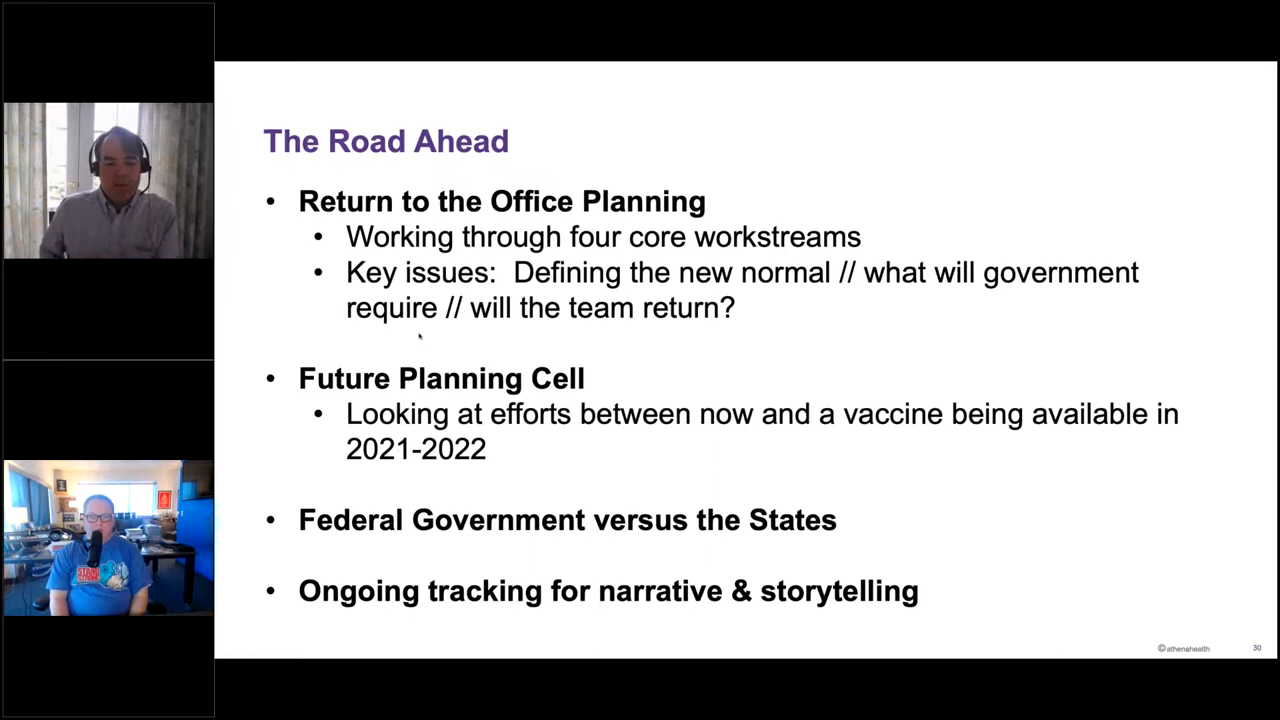 The Road Ahead
• Return to the Office Planning
• Working through four core workstreams
• Key issues: Defining the new normal // what will government
require // will the team return?
• Future Planning Cell
• Looking at efforts between now and a vaccine being available in
2021-2022
• Federal Government versus the States
• Ongoing tracking for narrative & storytelling
©athenahealth
30